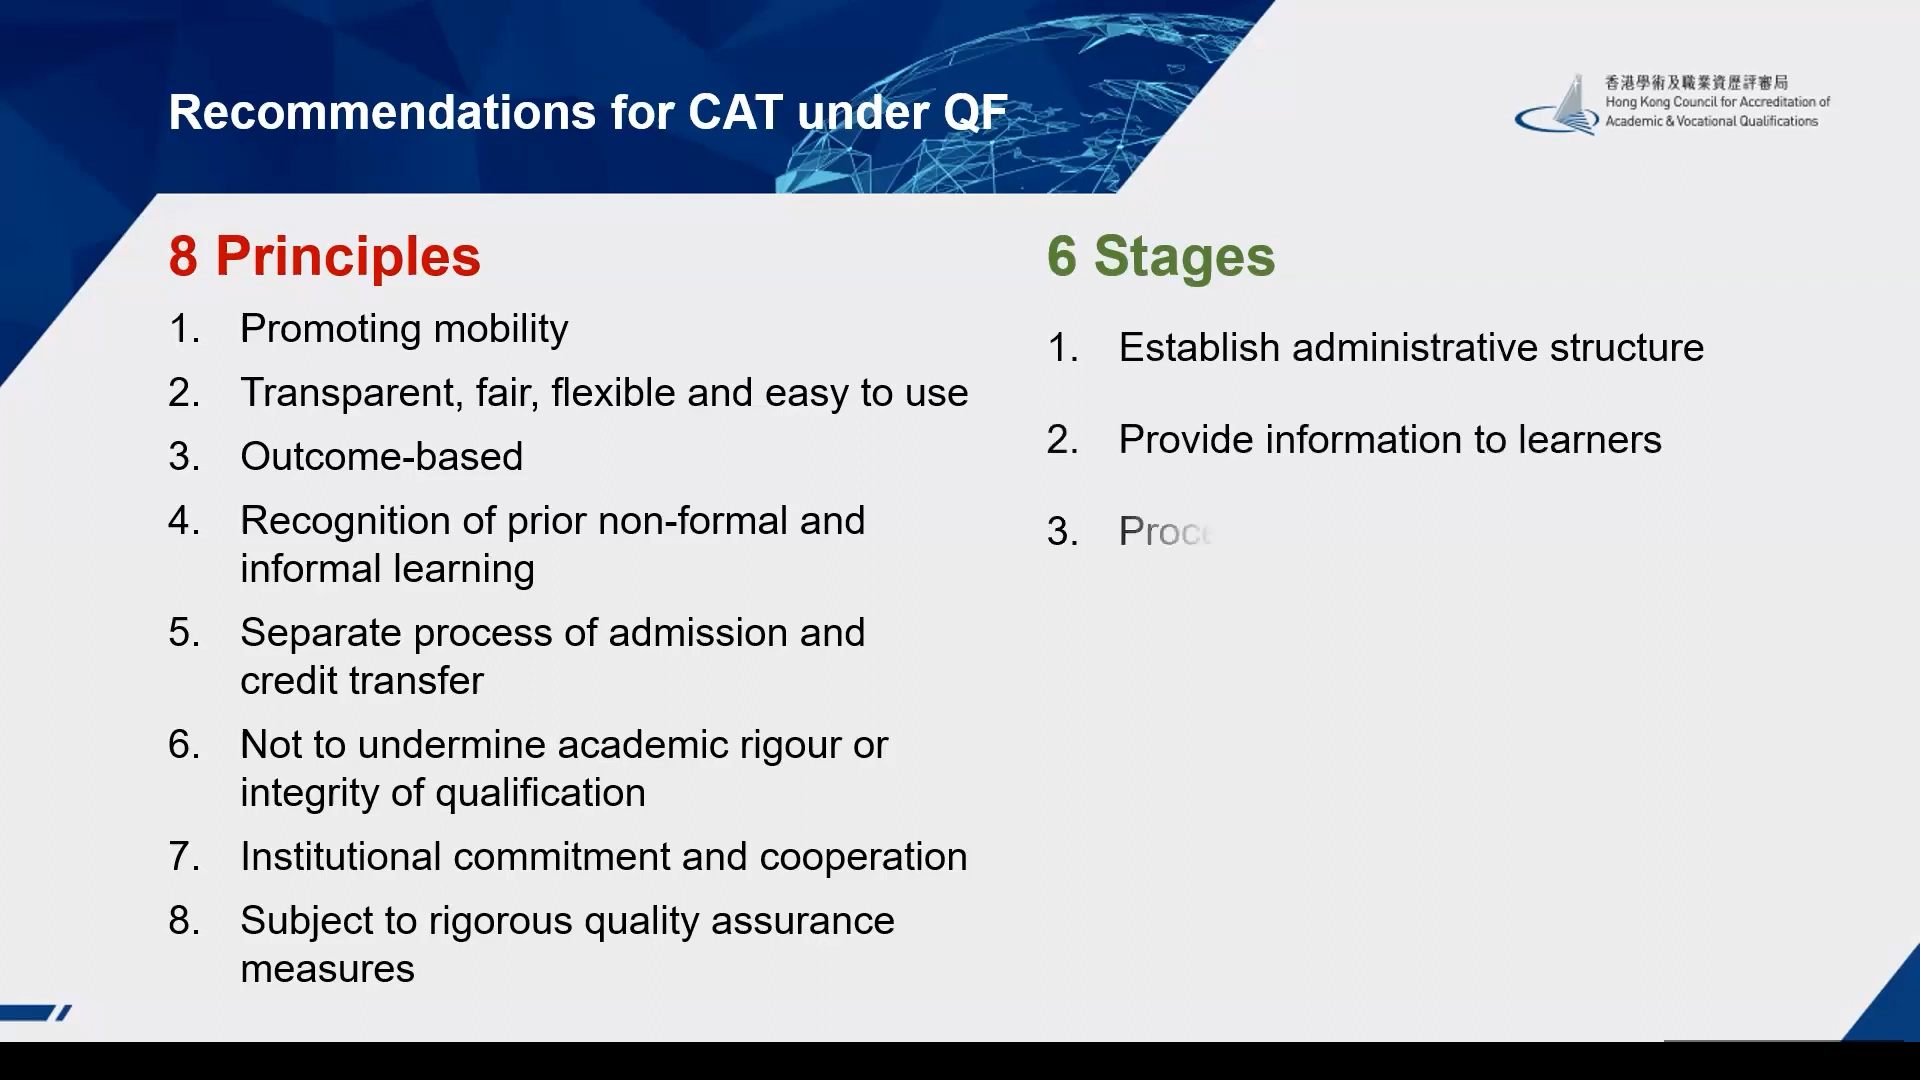 Recommendations for CAT under QF
香港學術及職業資歷評審局
Hong Kong Council for Accreditation of
Academic & Vocational Qualifications
8 Principles
1. Promoting mobility
2. Transparent, fair, flexible and easy to use
3. Outcome-based
4. Recognition of prior non-formal and
informal learning
5. Separate process of admission and
credit transfer
6. Not to undermine academic rigour or
integrity of qualification
7. Institutional commitment and cooperation
8. Subject to rigorous quality assurance
measures
6 Stages
1. Establish administrative structure
2. Provide information to learners
3.